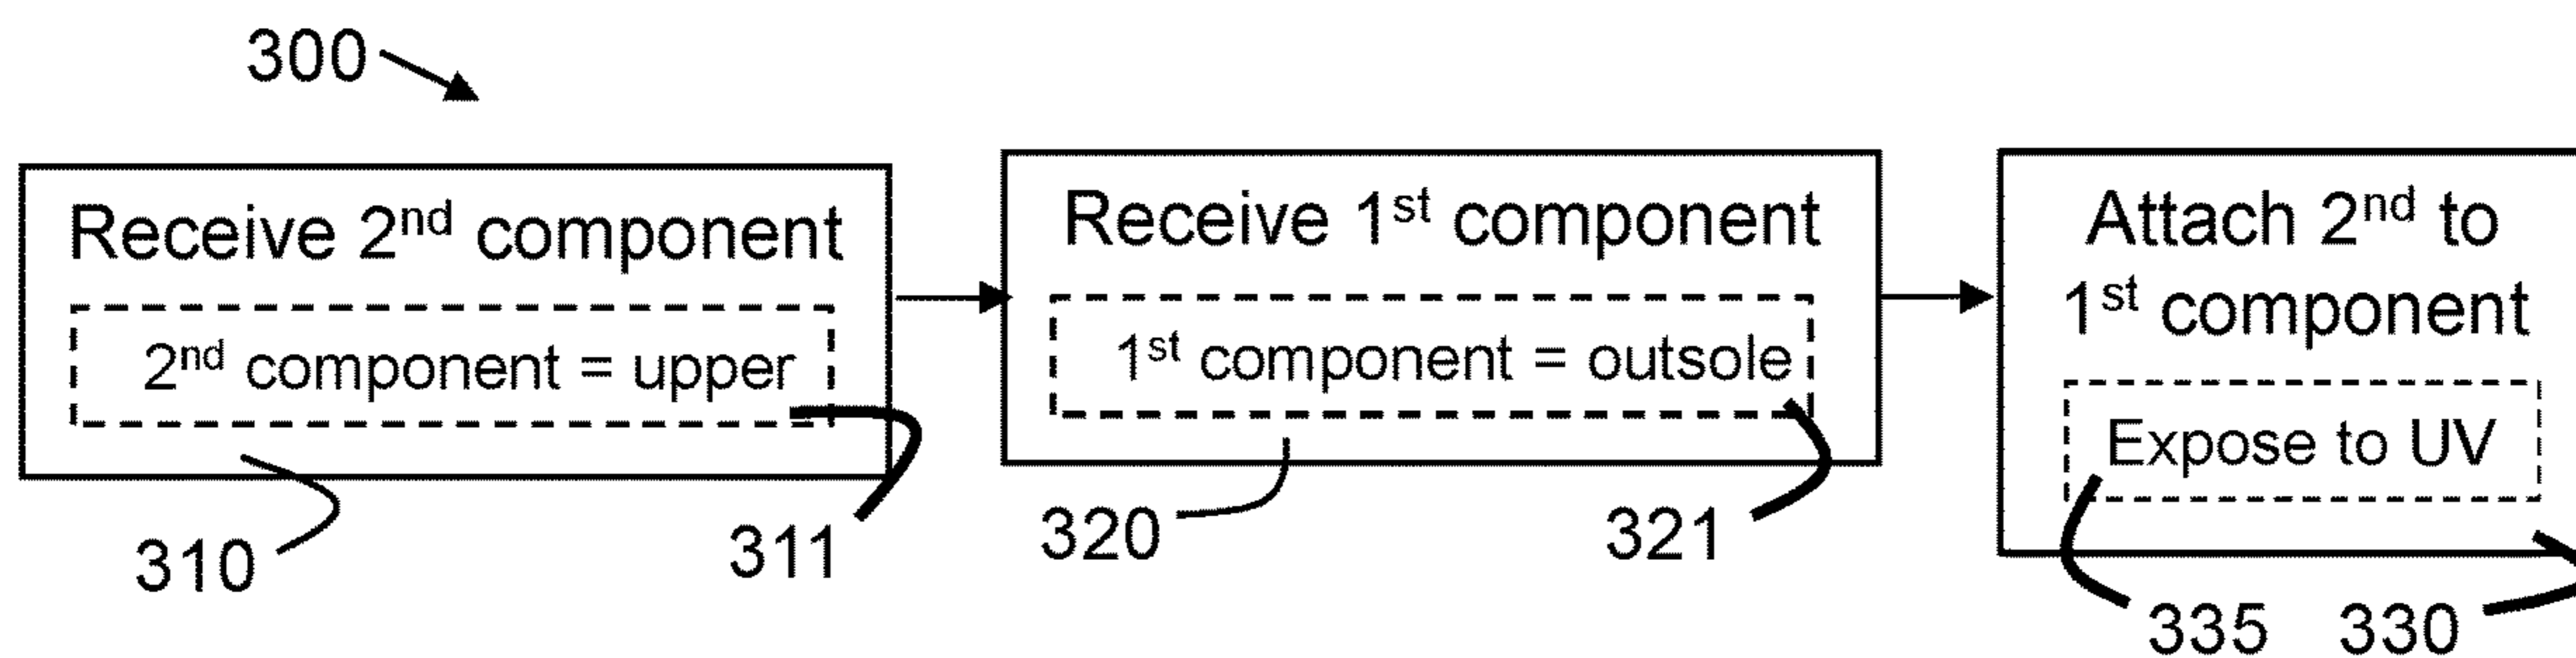 300
Receive 2nd component
2nd component = upper
310
311
Receive 1st component
1st component = outsole
320
321
Attach 2nd to
1st component
Expose to UV
335
330